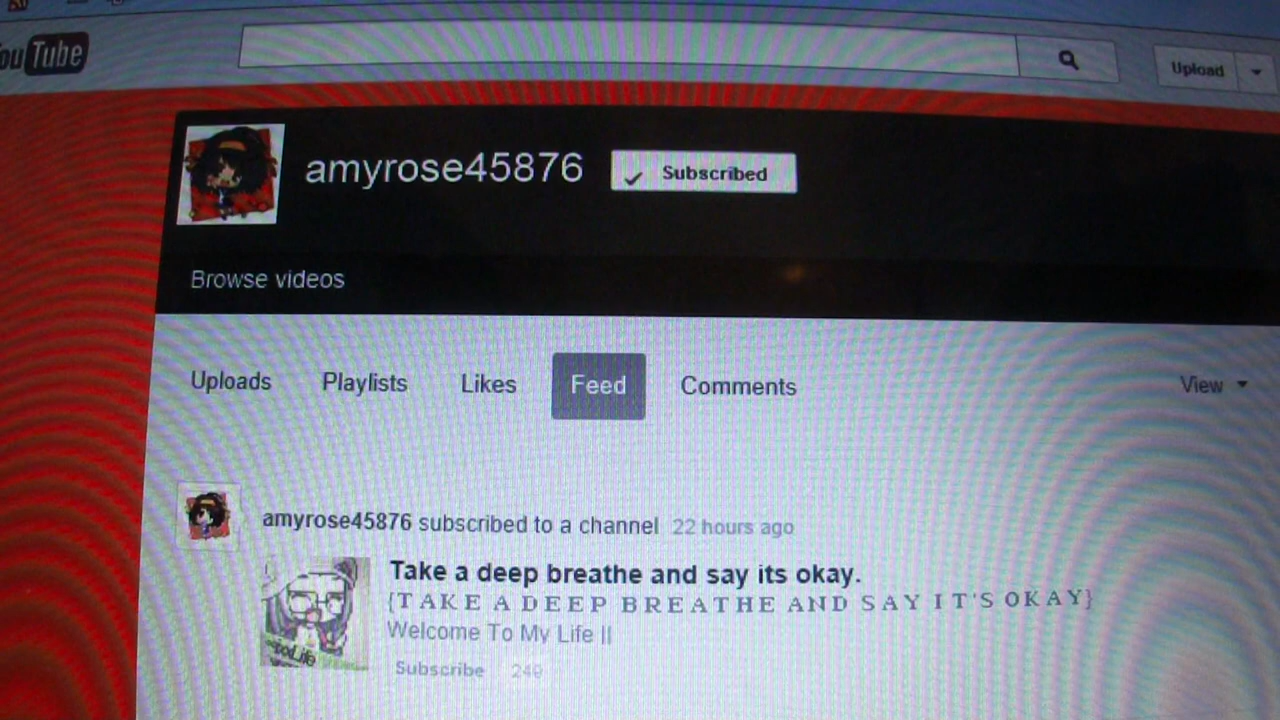 YouTube
Upload
amyrose45876 Subscribed
Browse videos
Uploads Playlists Likes Feed Comments View
amyrose45876 subscribed to a channel 22 hours ago
Take a deep breathe and say its okay.
{TAKE A DEEP BREATHE AND SAY IT'S OKAY}
Welcome To My Life ||
Subscribe 249